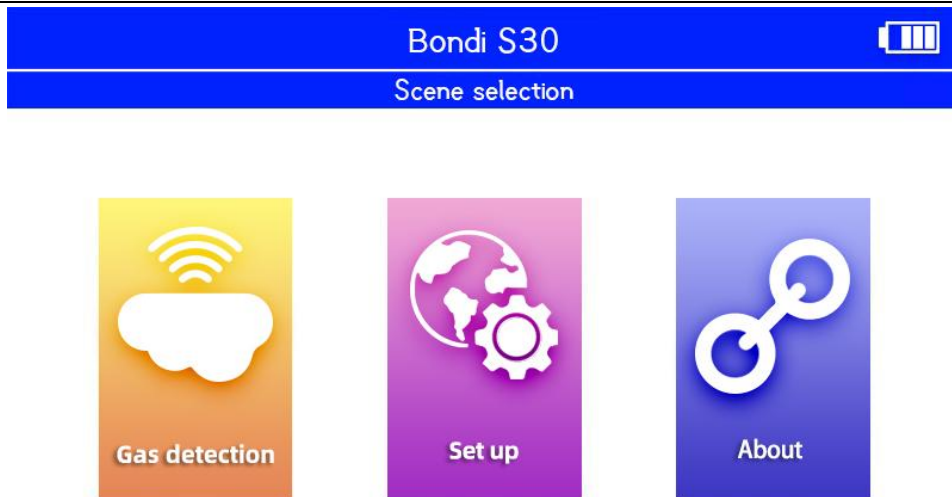 Bondi S30
Scene selection
Gas detection
Set up
About